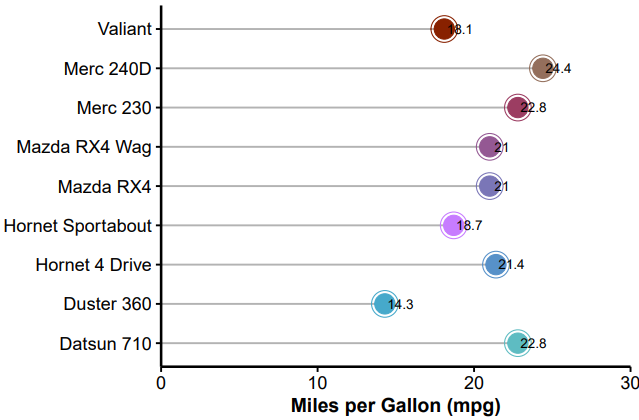 Valiant 18.1
Merc 240D 24.4
Merc 230 22.8
Mazda RX4 Wag 21
Mazda RX4 21
Hornet Sportabout 18.7
Hornet 4 Drive 21.4
Duster 360 14.3
Datsun 710 22.8
0 10 20 30
Miles per Gallon (mpg)